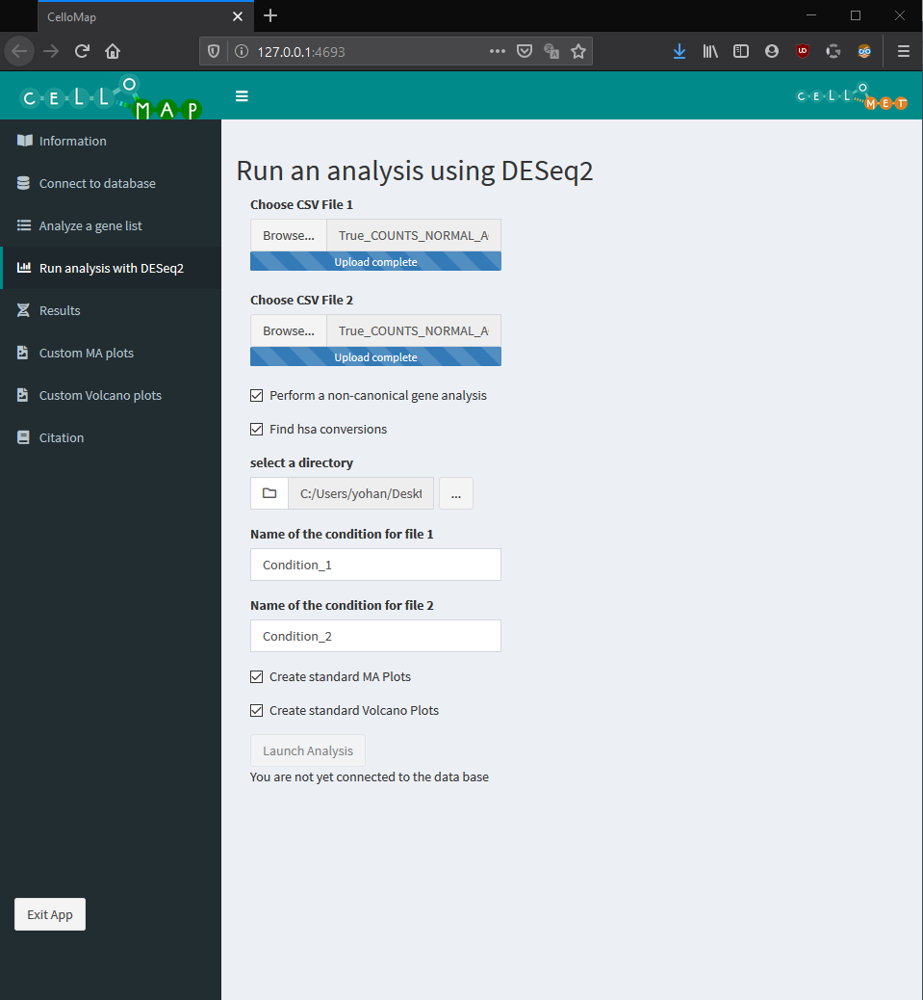 CelloMap
127.0.0.1:4693
CELLO MAP
CELLO MET
Information
Connect to database
Analyze a gene list
Run analysis with DESeq2
Results
Custom MA plots
Custom Volcano plots
Citation
Exit App
Run an analysis using DESeq2
Choose CSV File 1
Browse... True_COUNTS_NORMAL_A
Upload complete
Choose CSV File 2
Browse... True_COUNTS_NORMAL_A
Upload complete
Perform a non-canonical gene analysis
Find hsa conversions
select a directory
C:/Users/yohan/Deskt ...
Name of the condition for file 1
Condition_1
Name of the condition for file 2
Condition_2
Create standard MA Plots
Create standard Volcano Plots
Launch Analysis
You are not yet connected to the data base